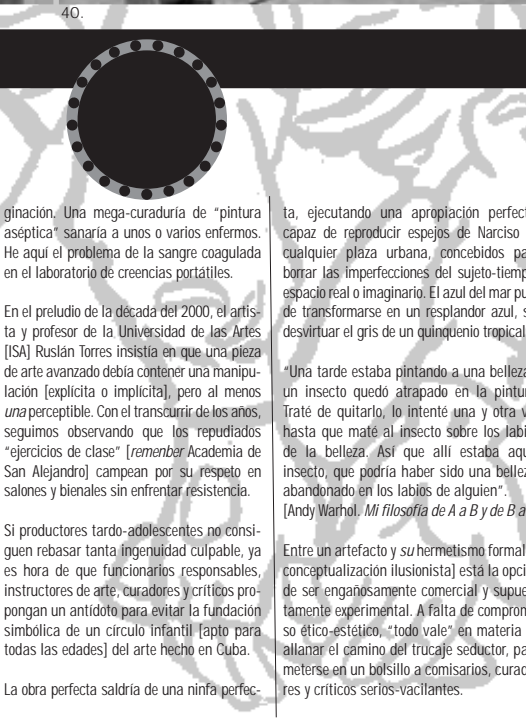 40.
ginación. Una mega-curaduría de “pintura
aséptica” sanaría a unos o varios enfermos.
He aquí el problema de la sangre coagulada
en el laboratorio de creencias portátiles.
En el preludio de la década del 2000, el artis-
ta y profesor de la Universidad de las Artes
[ISA] Ruslán Torres insistía en que una pieza
de arte avanzado debía contener una manipu-
lación [explícita o implícita], pero al menos
una perceptible. Con el transcurrir de los años,
seguimos observando que los repudiados
“ejercicios de clase” [remenber Academia de
San Alejandro] campean por su respeto en
salones y bienales sin enfrentar resistencia.
Si productores tardo-adolescentes no consi-
guen rebasar tanta ingenuidad culpable, ya
es hora de que funcionarios responsables,
instructores de arte, curadores y críticos pro-
pongan un antídoto para evitar la fundación
simbólica de un círculo infantil [apto para
todas las edades] del arte hecho en Cuba.
La obra perfecta saldría de una ninfa perfec-
ta, ejecutando una apropiación perfect
capaz de reproducir espejos de Narciso
cualquier plaza urbana, concebidos pa
borrar las imperfecciones del sujeto-tiemp
espacio real o imaginario. El azul del mar pu
de transformarse en un resplandor azul, s
desvirtuar el gris de un quinquenio tropical
“Una tarde estaba pintando a una belleza
un insecto quedó atrapado en la pintur
Traté de quitarlo, lo intenté una y otra v
hasta que maté al insecto sobre los labi
de la belleza. Así que allí estaba aqu
insecto, que podría haber sido una bellez
abandonado en los labios de alguien”.
[Andy Warhol. Mi filosofía de A a B y de B a
Entre un artefacto y su hermetismo formal
conceptualización ilusionista] está la opci
de ser engañosamente comercial y supue
tamente experimental. A falta de comprom
so ético-estético, “todo vale” en materia
allanar el camino del trucaje seductor, pa
meterse en un bolsillo a comisarios, curad
res y críticos serios-vacilantes.